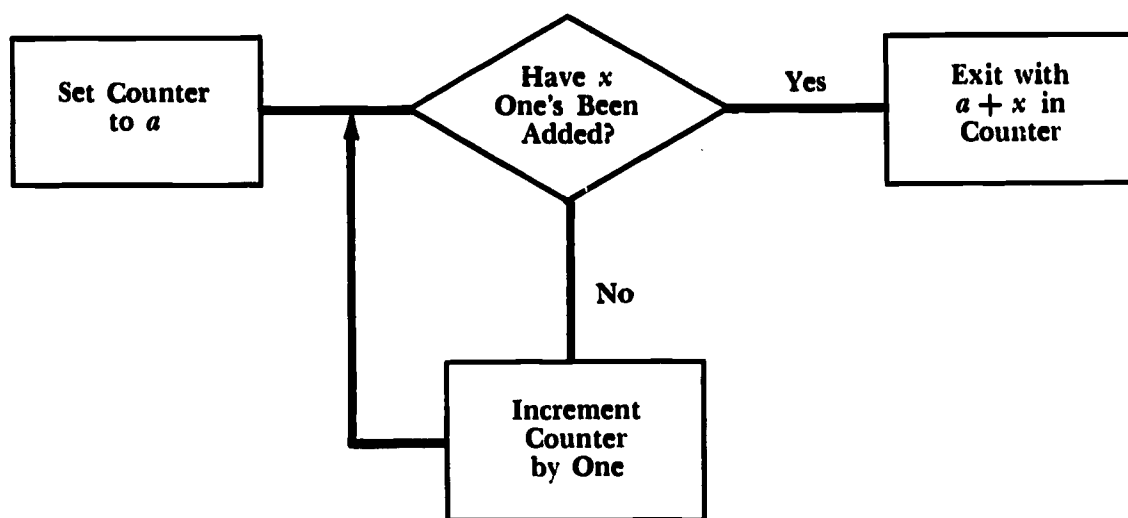 Set Counter
to a
Have x
One's Been
Added?
Yes
Exit with
a + x in
Counter
No
Increment
Counter
by One